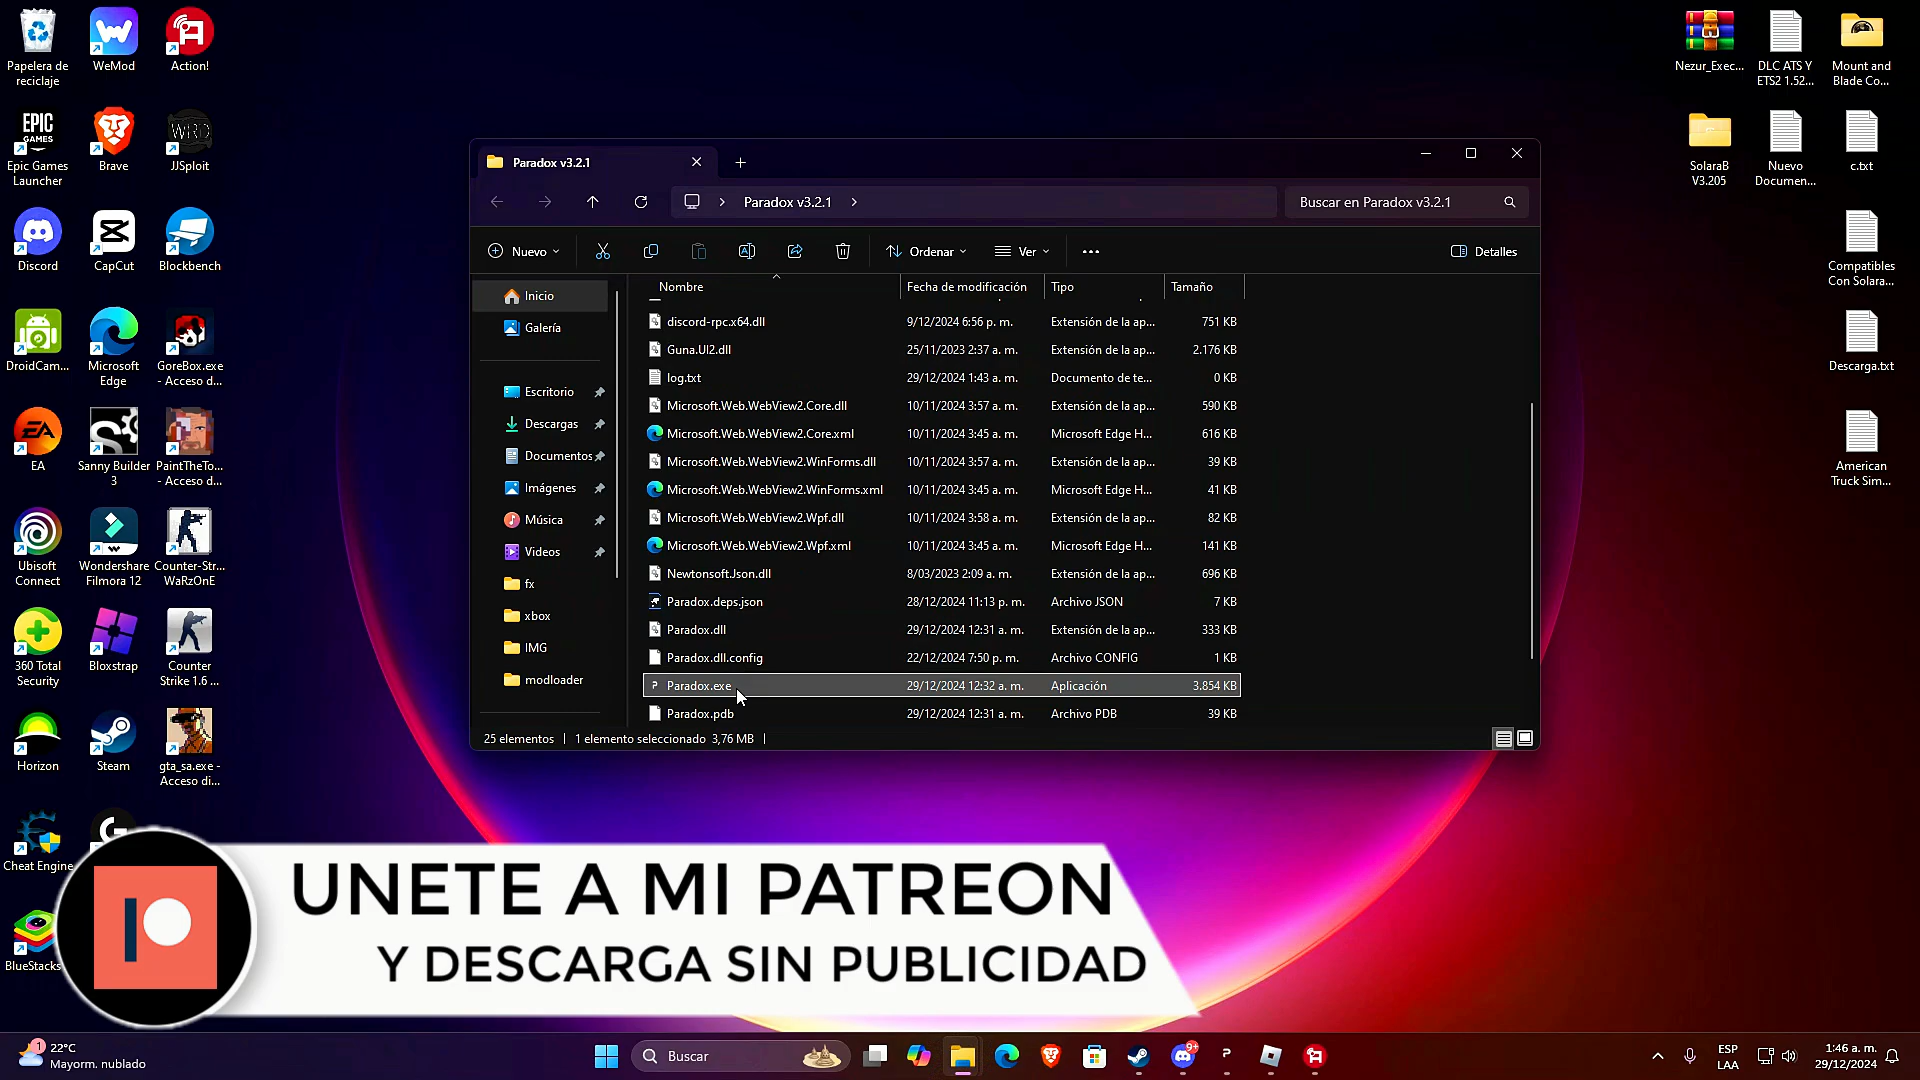 Papelera de
reciclaje
WeMod
Action!
EPIC
GAMES
Epic Games
Launcher
Brave
WRD
JJSploit
Discord
CapCut
Blockbench
DroidCam...
Microsoft
Edge
GoreBox.exe
- Acceso d...
EA
EA
Sanny Builder
3
PaintTheTo...
- Acceso d...
Ubisoft
Connect
Wondershare
Filmora 12
Counter-Str...
WaRzOnE
360 Total
Security
Bloxstrap
Counter
Strike 1.6 ...
Horizon
Steam
gta_sa.exe -
Acceso di...
Cheat Engine
BlueStacks
Nezur_Exec...
DLC ATS Y
ETS2 1.52...
Mount and
Blade Co...
SolaraB
V3.205
Nuevo
Documen...
c.txt
Compatibles
Con Solara...
Descarga.txt
American
Truck Sim...
Paradox v3.2.1
Paradox v3.2.1
Buscar en Paradox v3.2.1
Nuevo
Ordenar
Ver
Detalles
Inicio
Galería
Escritorio
Descargas
Documentos
Imágenes
Música
Videos
fx
xbox
IMG
modloader
Nombre Fecha de modificación Tipo Tamaño
discord-rpc.x64.dll 9/12/2024 6:56 p. m. Extensión de la ap... 751 KB
Guna.UI2.dll 25/11/2023 2:37 a. m. Extensión de la ap... 2.176 KB
log.txt 29/12/2024 1:43 a. m. Documento de te... 0 KB
Microsoft.Web.WebView2.Core.dll 10/11/2024 3:57 a. m. Extensión de la ap... 590 KB
Microsoft.Web.WebView2.Core.xml 10/11/2024 3:45 a. m. Microsoft Edge H... 616 KB
Microsoft.Web.WebView2.WinForms.dll 10/11/2024 3:57 a. m. Extensión de la ap... 39 KB
Microsoft.Web.WebView2.WinForms.xml 10/11/2024 3:45 a. m. Microsoft Edge H... 41 KB
Microsoft.Web.WebView2.Wpf.dll 10/11/2024 3:58 a. m. Extensión de la ap... 82 KB
Microsoft.Web.WebView2.Wpf.xml 10/11/2024 3:45 a. m. Microsoft Edge H... 141 KB
Newtonsoft.Json.dll 8/03/2023 2:09 a. m. Extensión de la ap... 696 KB
Paradox.deps.json 28/12/2024 11:13 p. m. Archivo JSON 7 KB
Paradox.dll 29/12/2024 12:31 a. m. Extensión de la ap... 333 KB
Paradox.dll.config 22/12/2024 7:50 p. m. Archivo CONFIG 1 KB
Paradox.exe 29/12/2024 12:32 a. m. Aplicación 3.854 KB
Paradox.pdb 29/12/2024 12:31 a. m. Archivo PDB 39 KB
25 elementos | 1 elemento seleccionado 3,76 MB |
UNETE A MI PATREON
Y DESCARGA SIN PUBLICIDAD
1
22°C
Mayorm. nublado
Buscar
9+
ESP
LAA
1:46 a. m.
29/12/2024